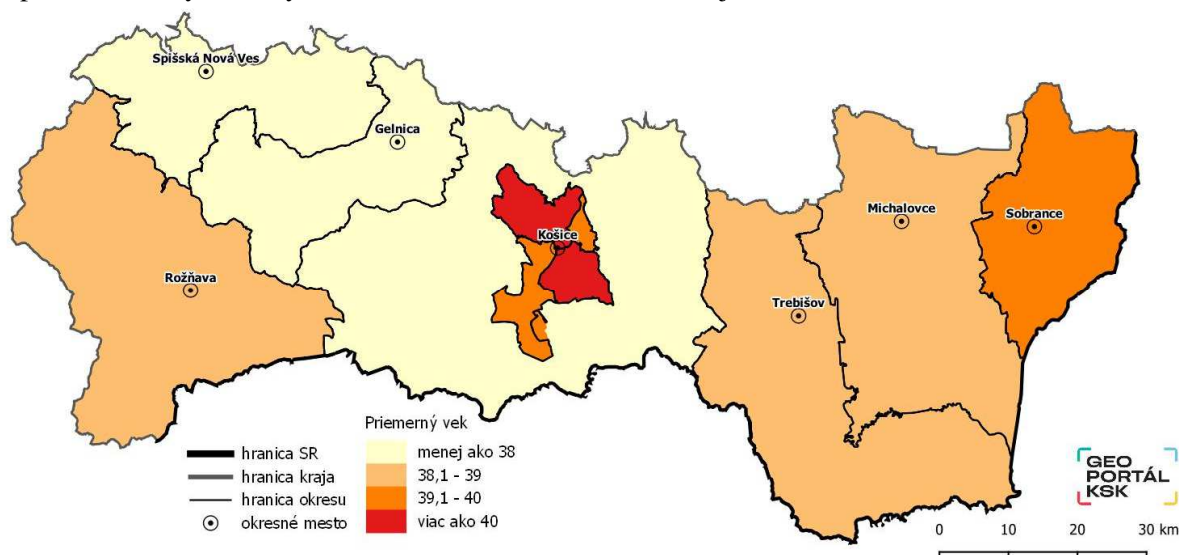 Spišská Nová Ves
Gelnica
Košice
Michalovce
Sobrance
Rožňava
Trebišov
Priemerný vek
menej ako 38
38,1 - 39
39,1 - 40
viac ako 40
hranica SR
hranica kraja
hranica okresu
okresné mesto
GEO
PORTÁL
KSK
0 10 20 30 km